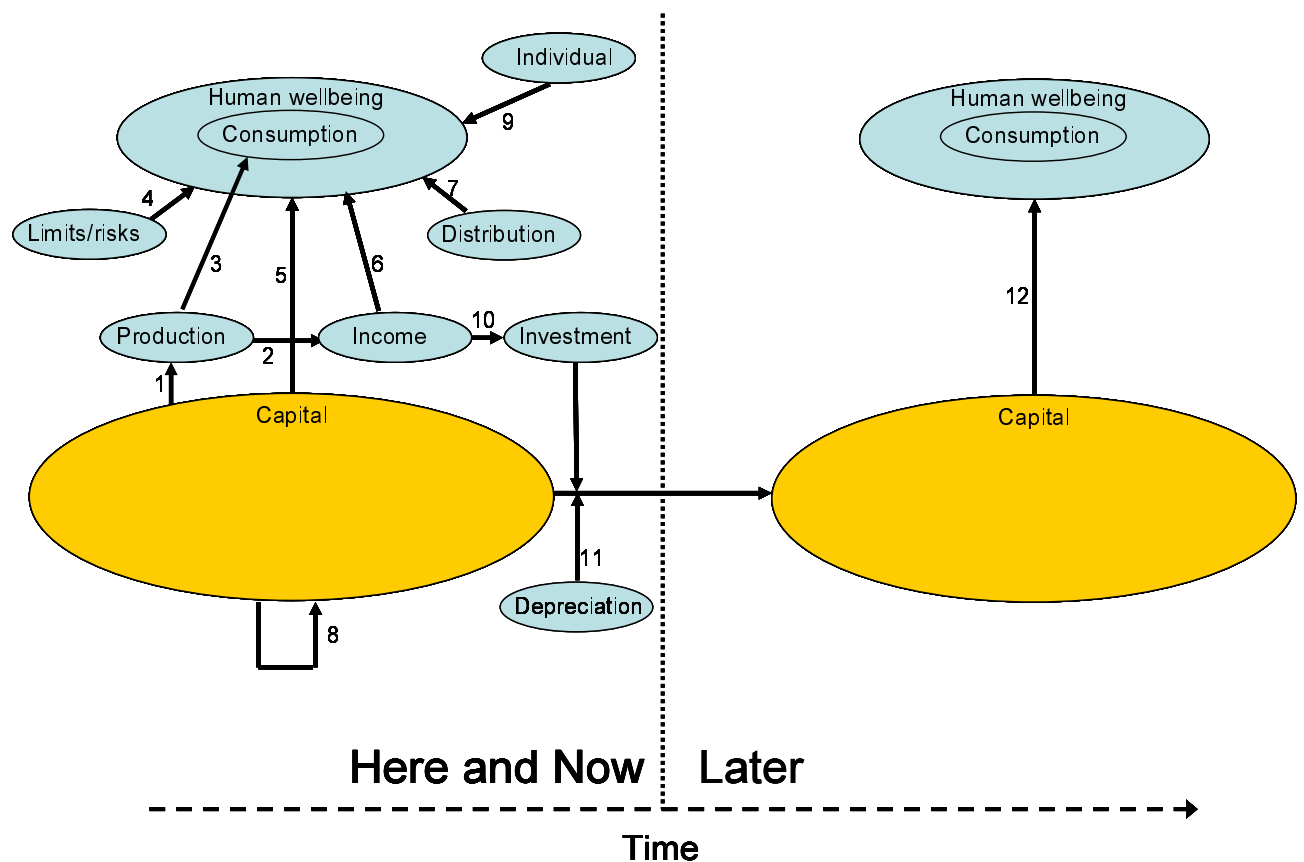 Individual
Human wellbeing
Human wellbeing
Consumption
Consumption
9
4
7
Limits/risks
Distribution
3
5
6
12
10
Production
Income
Investment
2
1
Capital
Capital
11
Depreciation
8
Here and Now
Later
Time